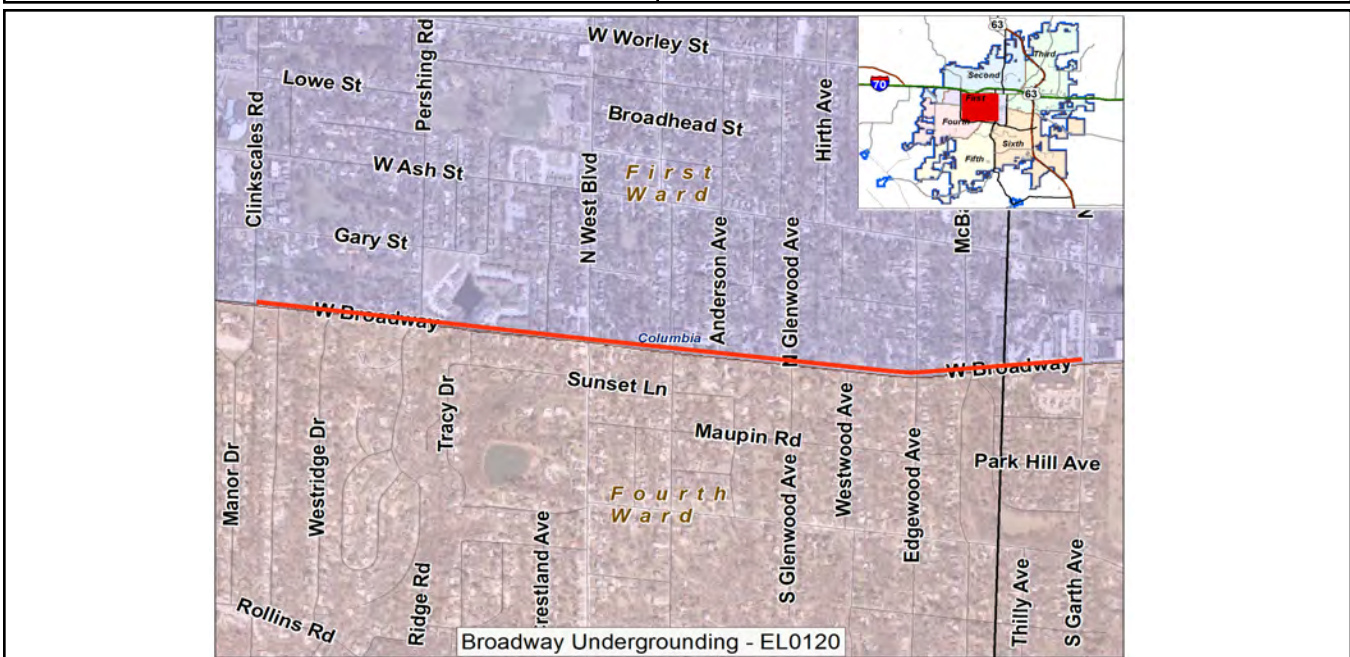 W Worley St
Pershing Rd
Lowe St
Clinkscales Rd
Broadhead St
Hirth Ave
W Ash St
N West Blvd
First
Ward
Gary St
Anderson Ave
N Glenwood Ave
McB
N
W Broadway
Columbia
W Broadway
Sunset Ln
Tracy Dr
Westwood Ave
Maupin Rd
Edgewood Ave
Park Hill Ave
Manor Dr
Westridge Dr
Fourth
Ward
S Glenwood Ave
restland Ave
Ridge Rd
Thilly Ave
S Garth Ave
Rollins Rd
Broadway Undergrounding - EL0120
63
Third
Second
70
63
First
Fourth
Sixth
Fifth